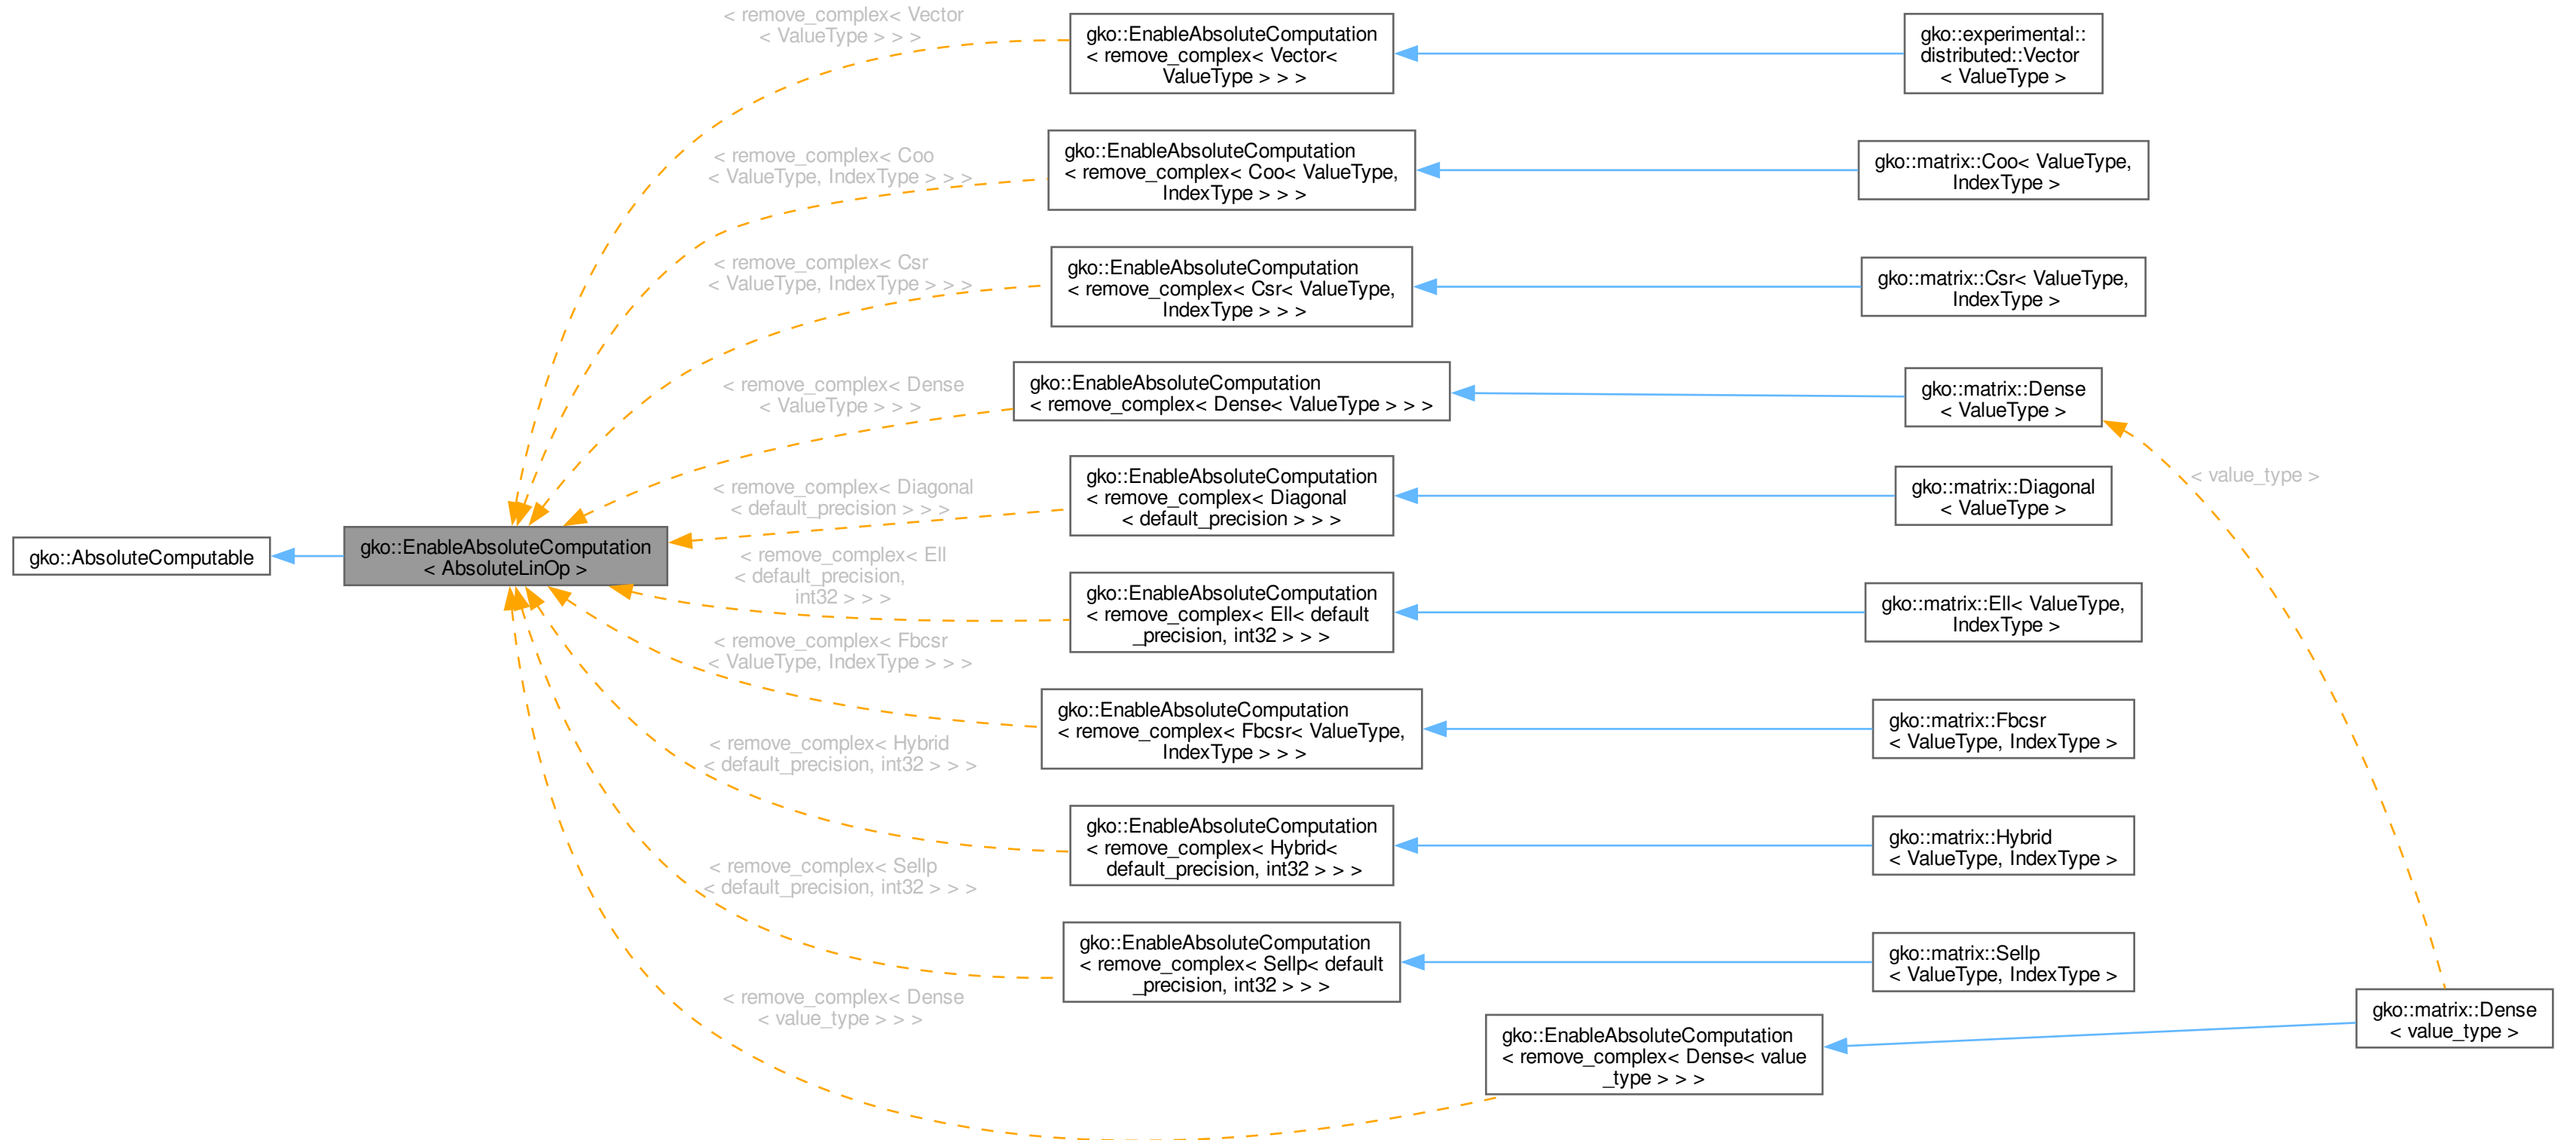 < remove_complex< Vector
< ValueType > > >
gko::EnableAbsoluteComputation
< remove_complex< Vector<
ValueType > > >
gko::experimental::
distributed::Vector
< ValueType >
< remove_complex< Coo
< ValueType, IndexType > > >
gko::EnableAbsoluteComputation
< remove_complex< Coo< ValueType,
IndexType > > >
gko::matrix::Coo< ValueType,
IndexType >
< remove_complex< Csr
< ValueType, IndexType > > >
gko::EnableAbsoluteComputation
< remove_complex< Csr< ValueType,
IndexType > > >
gko::matrix::Csr< ValueType,
IndexType >
< remove_complex< Dense
< ValueType > > >
gko::EnableAbsoluteComputation
< remove_complex< Dense< ValueType > > >
gko::matrix::Dense
< ValueType >
< value_type >
< remove_complex< Diagonal
< default_precision > > >
gko::EnableAbsoluteComputation
< remove_complex< Diagonal
< default_precision > > >
gko::matrix::Diagonal
< ValueType >
gko::AbsoluteComputable
gko::EnableAbsoluteComputation
< AbsoluteLinOp >
< remove_complex< Ell
< default_precision,
int32 > > >
gko::EnableAbsoluteComputation
< remove_complex< Ell< default
_precision, int32 > > >
gko::matrix::Ell< ValueType,
IndexType >
< remove_complex< Fbcsr
< ValueType, IndexType > > >
gko::EnableAbsoluteComputation
< remove_complex< Fbcsr< ValueType,
IndexType > > >
gko::matrix::Fbcsr
< ValueType, IndexType >
< remove_complex< Hybrid
< default_precision, int32 > > >
gko::EnableAbsoluteComputation
< remove_complex< Hybrid<
default_precision, int32 > > >
gko::matrix::Hybrid
< ValueType, IndexType >
< remove_complex< Sellp
< default_precision, int32 > > >
gko::EnableAbsoluteComputation
< remove_complex< Sellp< default
_precision, int32 > > >
gko::matrix::Sellp
< ValueType, IndexType >
< remove_complex< Dense
< value_type > > >
gko::EnableAbsoluteComputation
< remove_complex< Dense< value
_type > > >
gko::matrix::Dense
< value_type >